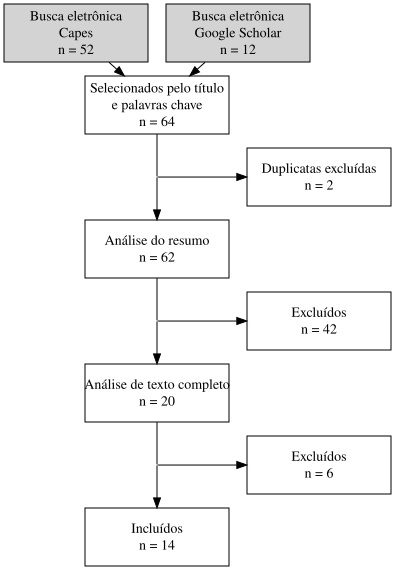 Busca eletrônica
Capes
n = 52
Busca eletrônica
Google Scholar
n = 12
Selecionados pelo título
e palavras chave
n = 64
Duplicatas excluídas
n = 2
Análise do resumo
n = 62
Excluídos
n = 42
Análise de texto completo
n = 20
Excluídos
n = 6
Incluídos
n = 14